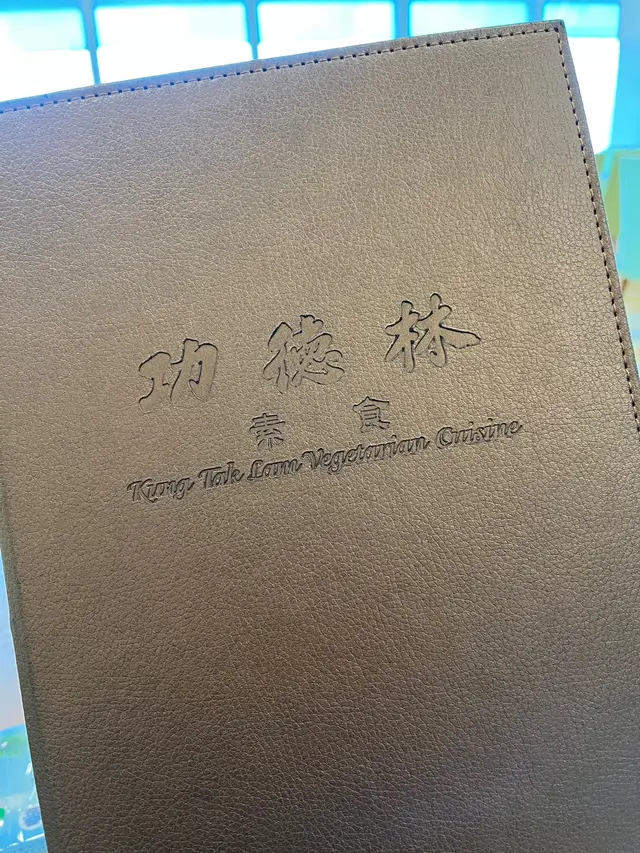 功德林
素食
Kung Tak Lam Vegetarian Cuisine